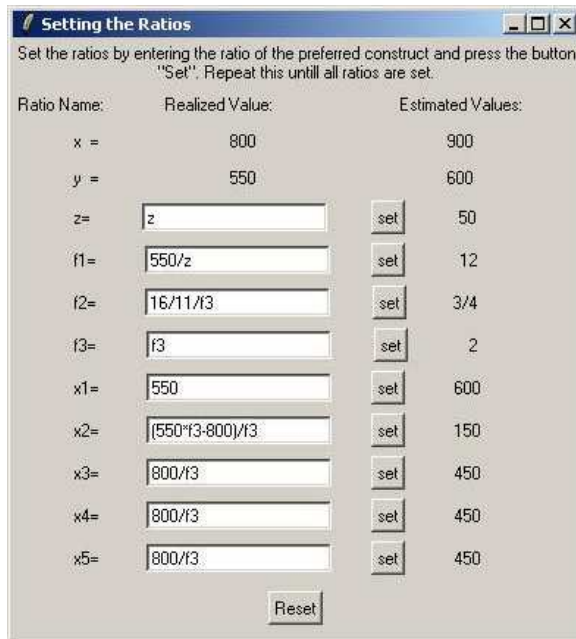 Setting the Ratios
Set the ratios by entering the ratio of the preferred construct and press the button
"Set". Repeat this untill all ratios are set.
Ratio Name: Realized Value: Estimated Values:
x = 800 900
y = 550 600
z= z set 50
f1= 550/z set 12
f2= 16/11/f3 set 3/4
f3= f3 set 2
x1= 550 set 600
x2= (550*f3-800)/f3 set 150
x3= 800/f3 set 450
x4= 800/f3 set 450
x5= 800/f3 set 450
Reset